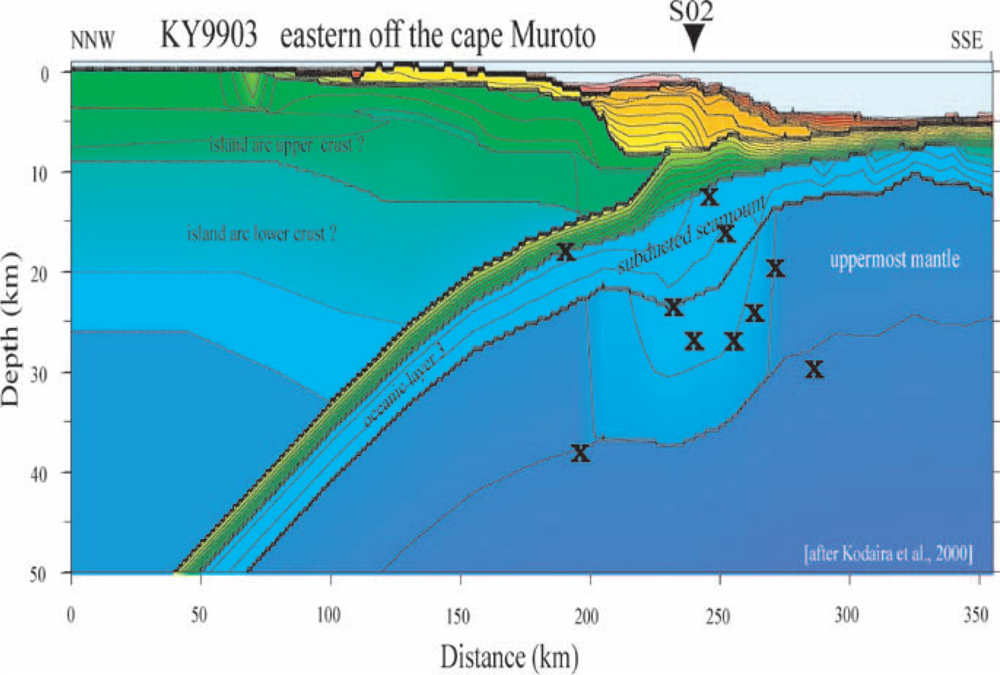 S02
NNW KY9903 eastern off the cape Muroto SSE
0
10
20
30
40
50
Depth (km)
island arc upper crust ?
island arc lower crust ?
subducted seamount
uppermost mantle
oceanic layer ?
X
X
X
X
X
X
X
X
X
X
[after Kodaira et al., 2000]
0 50 100 150 200 250 300 350
Distance (km)